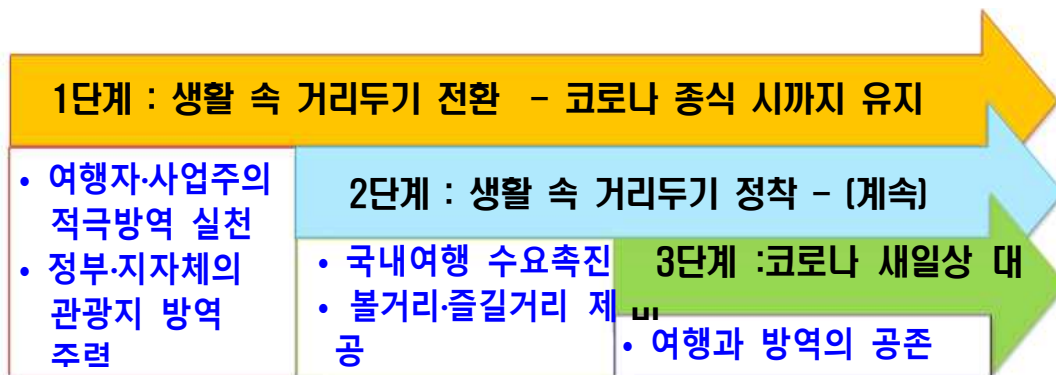 1단계 : 생활 속 거리두기 전환 - 코로나 종식 시까지 유지
• 여행자·사업주의
적극방역 실천
• 정부·지자체의
관광지 방역
주력
2단계 : 생활 속 거리두기 정착 - (계속)
• 국내여행 수요촉진
• 볼거리·즐길거리 제
공
3단계 :코로나 새일상 대
비
• 여행과 방역의 공존